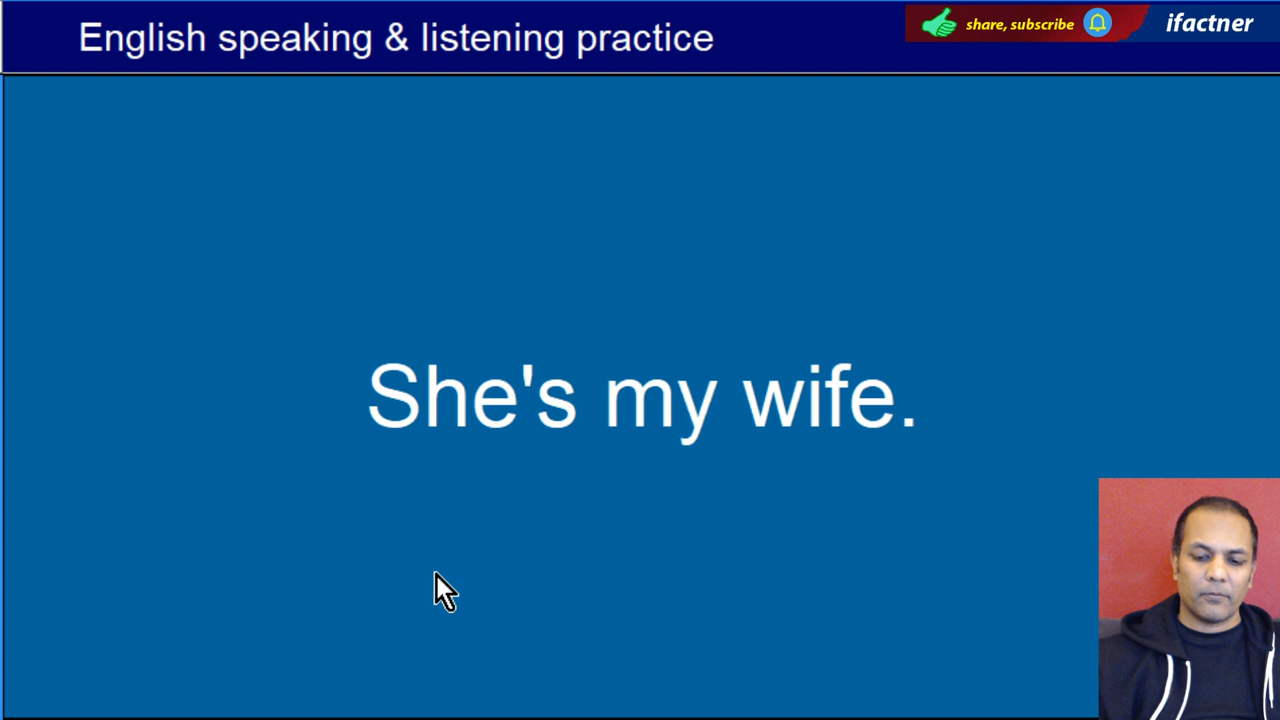 English speaking & listening practice
share, subscribe
ifactner
She's my wife.